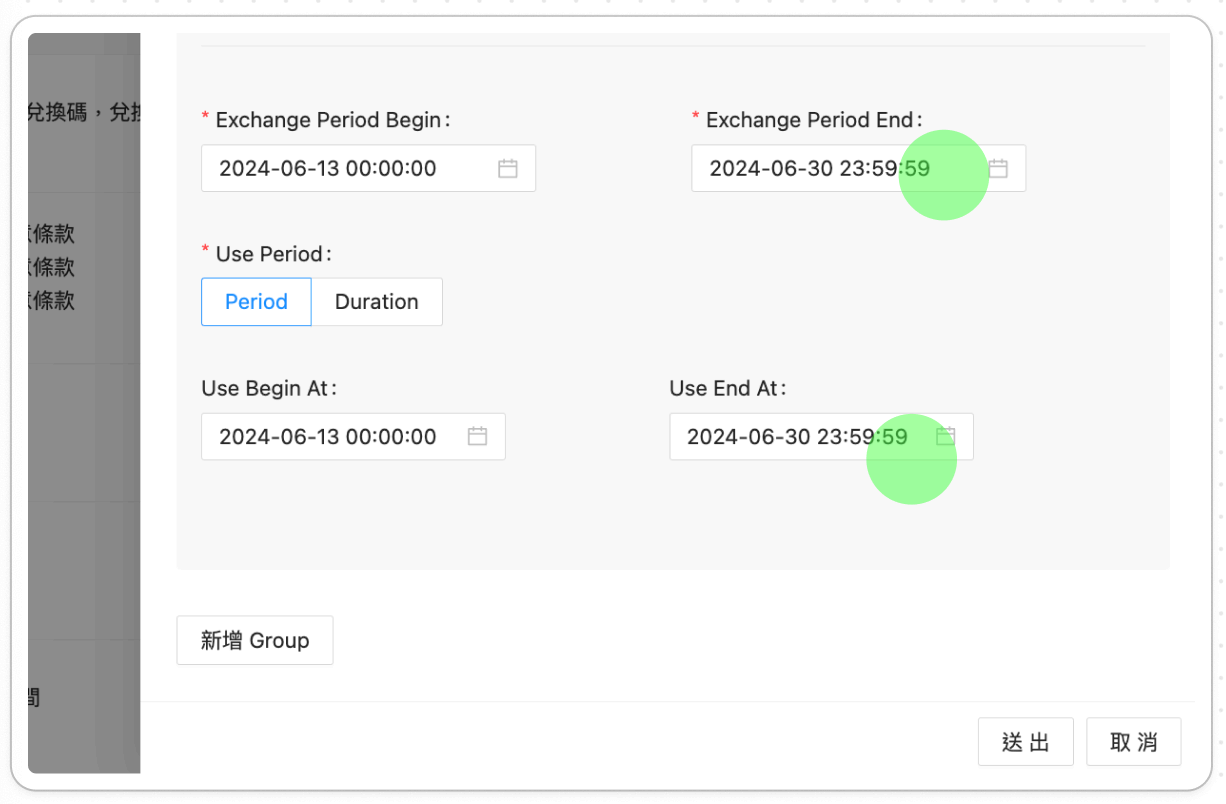 兌換碼，兌換
* Exchange Period Begin:
* Exchange Period End:
2024-06-13 00:00:00
2024-06-30 23:59:59
條款
條款
條款
* Use Period:
Period
Duration
Use Begin At:
Use End At:
2024-06-13 00:00:00
2024-06-30 23:59:59
新增 Group
間
送出
取消